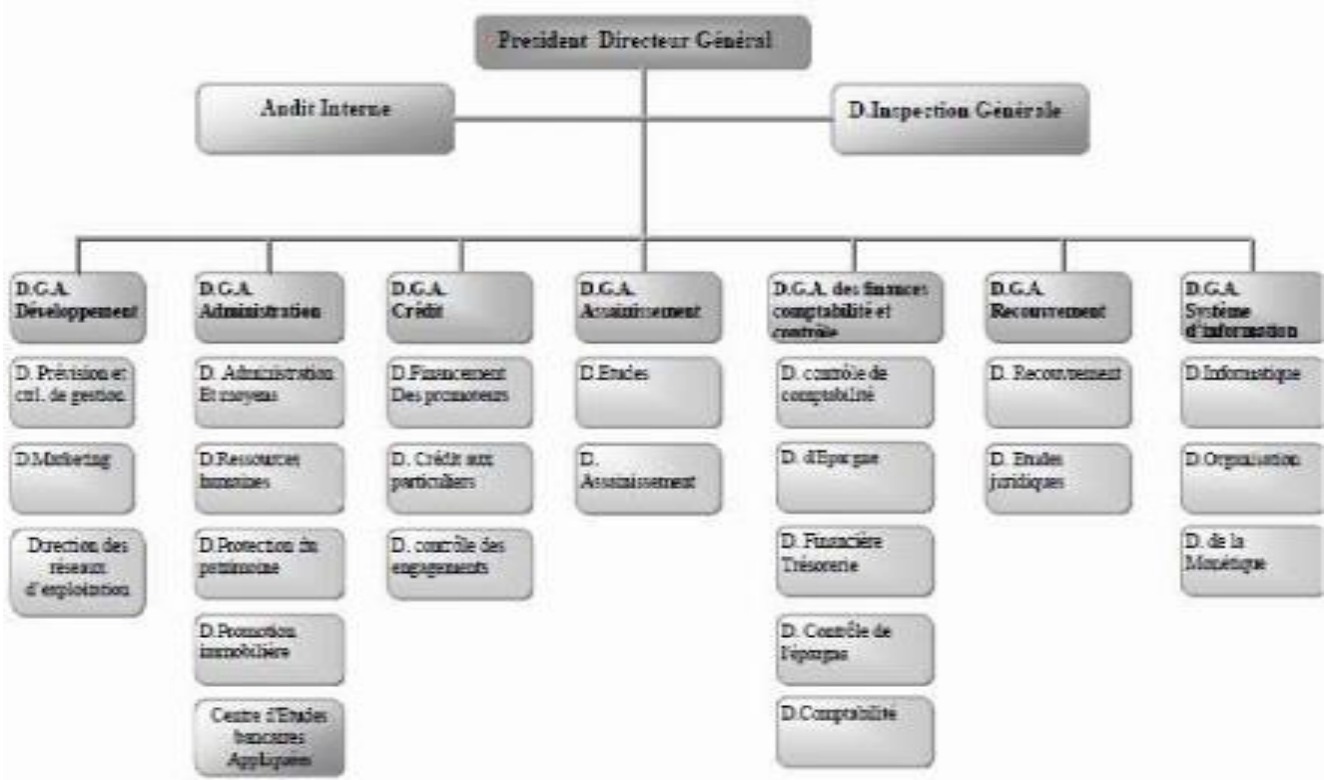 Président Directeur Général
Audit Interne
D.Inspection Générale
D.G.A.
Développement
D. Prévision et
ctrl. de gestion
D.Marketing
Direction des
réseaux
d'exploitation
D.G.A.
Administration
D. Administration
Et moyens
D.Ressources
humaines
D.Protection du
patrimoine
D.Promotion
immobilière
Centre d'Etudes
bancaires
Appliquées
D.G.A.
Crédit
D.Financement
Des promoteurs
D. Crédit aux
particuliers
D. contrôle des
engagements
D.G.A.
Assainissement
D.Etudes
D.
Assainissement
D.G.A. des finances
comptabilité et
contrôle
D. contrôle de
comptabilité
D. d'Epargne
D. Financière
Trésorerie
D. Contrôle de
l'épargne
D.Comptabilité
D.G.A.
Recouvrement
D. Recouvrement
D. Etudes
juridiques
D.G.A.
Système
d'information
D.Informatique
D.Organisation
D. de la
Monétique